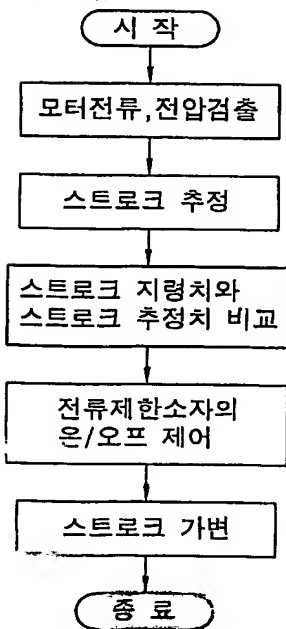 시 작
모터전류,전압검출
스트로크 추정
스트로크 지령치와
스트로크 추정치 비교
전류제한소자의
온/오프 제어
스트로크 가변
종 료